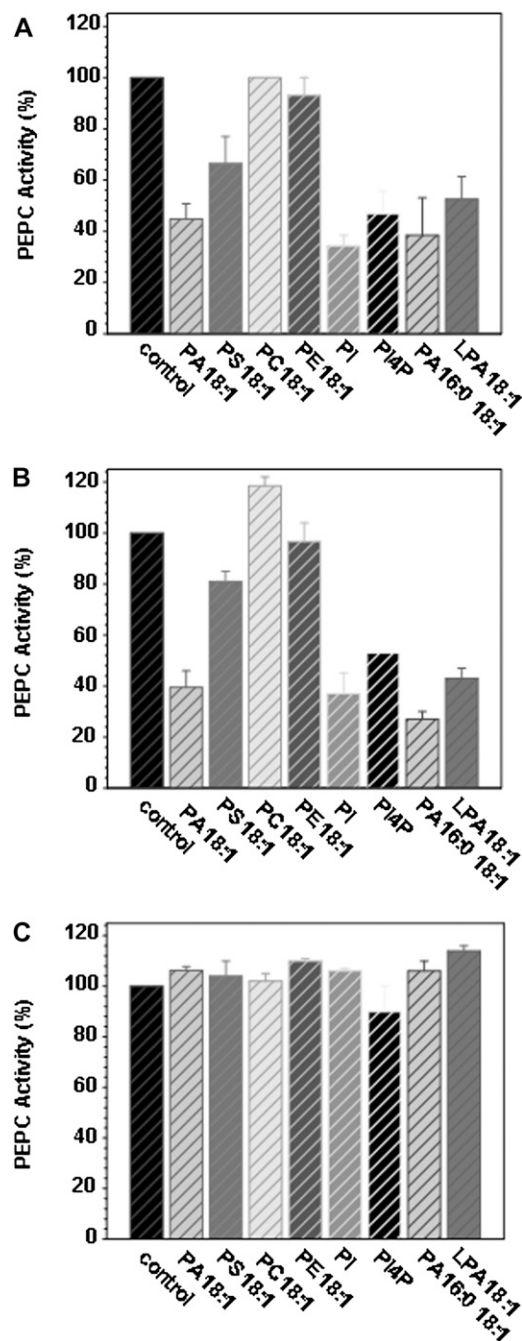 A
PEPC Activity (%)
120
100
80
60
40
20
0
control
PA18:1
PS18:1
PC18:1
PE18:1
PI
PI4P
PA16:0 18:1
LPA18:1
B
PEPC Activity (%)
120
100
80
60
40
20
0
control
PA18:1
PS18:1
PC18:1
PE18:1
PI
PI4P
PA16:0 18:1
LPA18:1
C
PEPC Activity (%)
120
100
80
60
40
20
0
control
PA18:1
PS18:1
PC18:1
PE18:1
PI
PI4P
PA16:0 18:1
LPA18:1